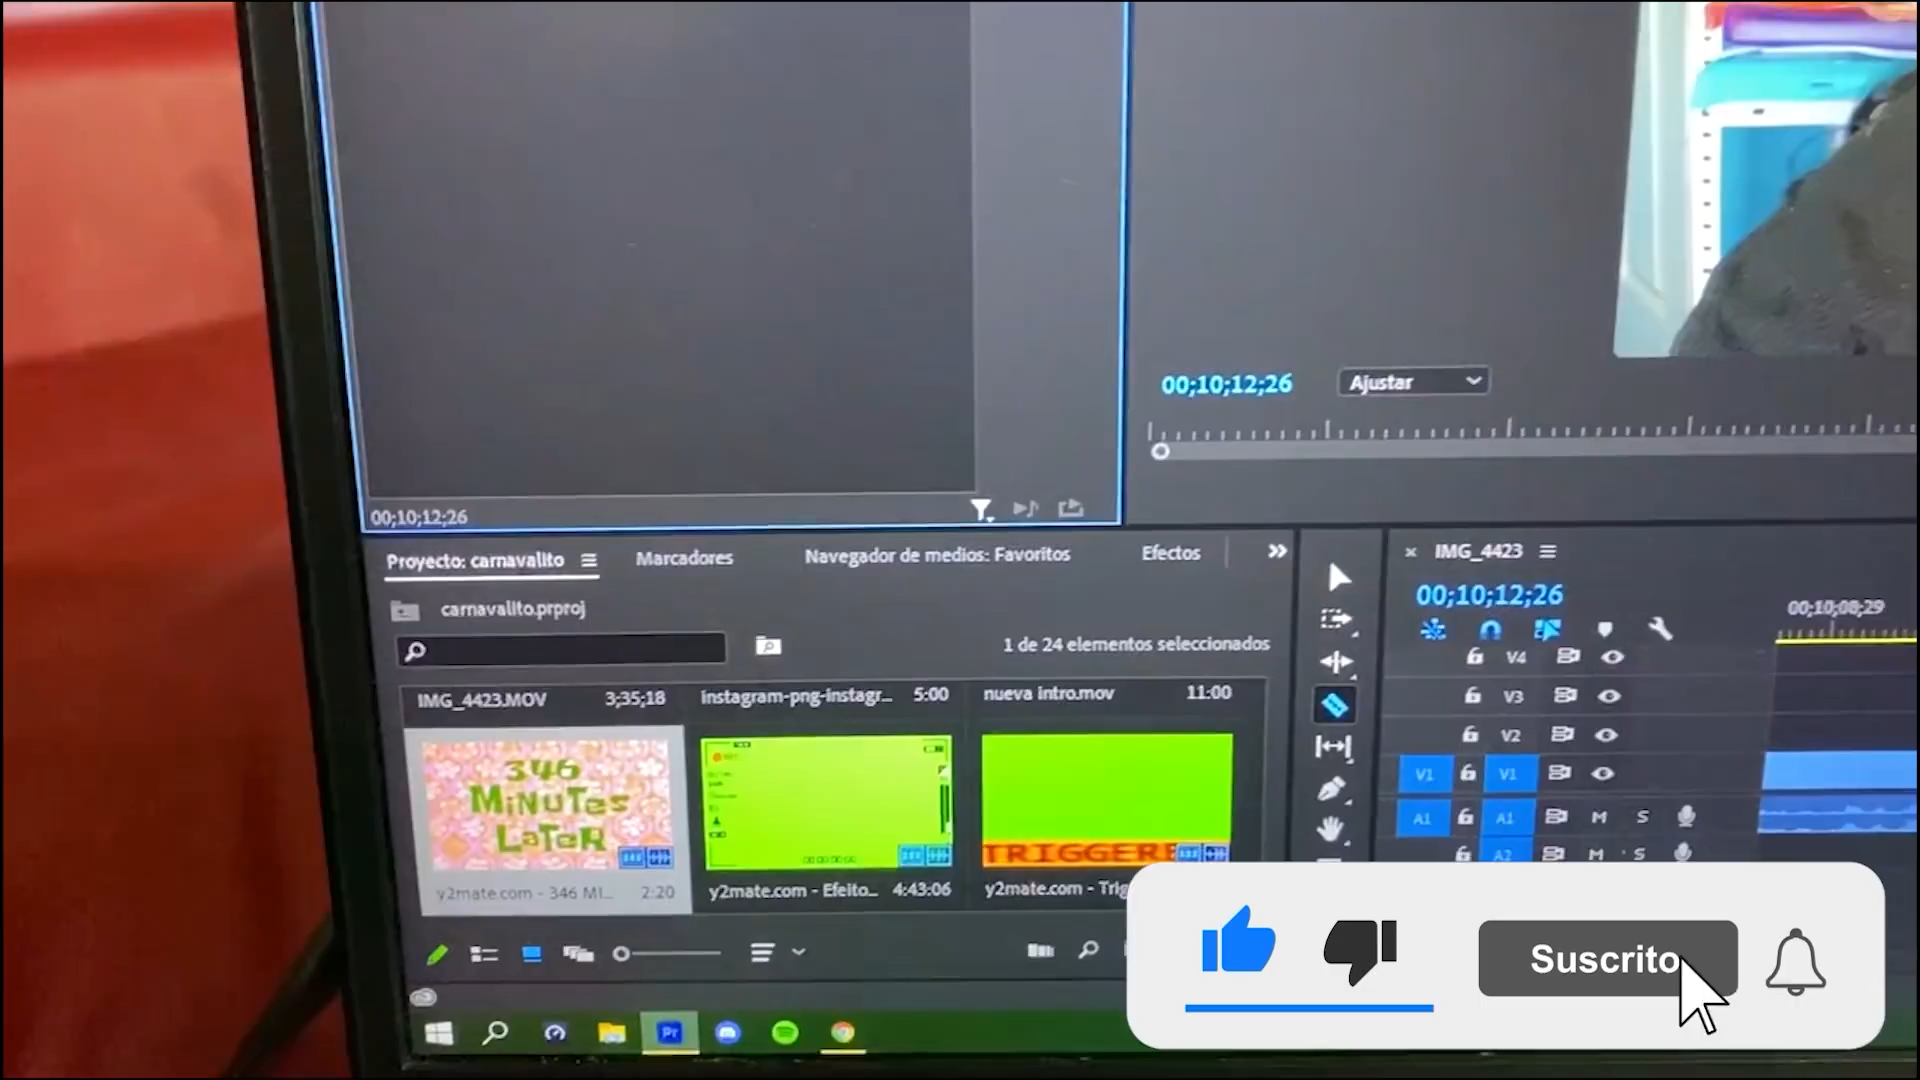 00;10;12;26
Ajustar
00;10;12;26
Proyecto: carnavalito
Marcadores
Navegador de medios: Favoritos
Efectos
IMG_4423
carnavalito.prproj
00;10;12;26
00;10;08;29
1 de 24 elementos seleccionados
V4
IMG_4423.MOV 3;35;18
instagram-png-instagr... 5:00
nueva intro.mov 11:00
V3
V2
346
MINUTES
LATER
V1 V1
A1 A1 M S
TRIGGERE
A2 M S
y2mate.com - 346 MI... 2:20
y2mate.com - Efeito... 4:43:06
y2mate.com - Trig
Suscrito
Pr